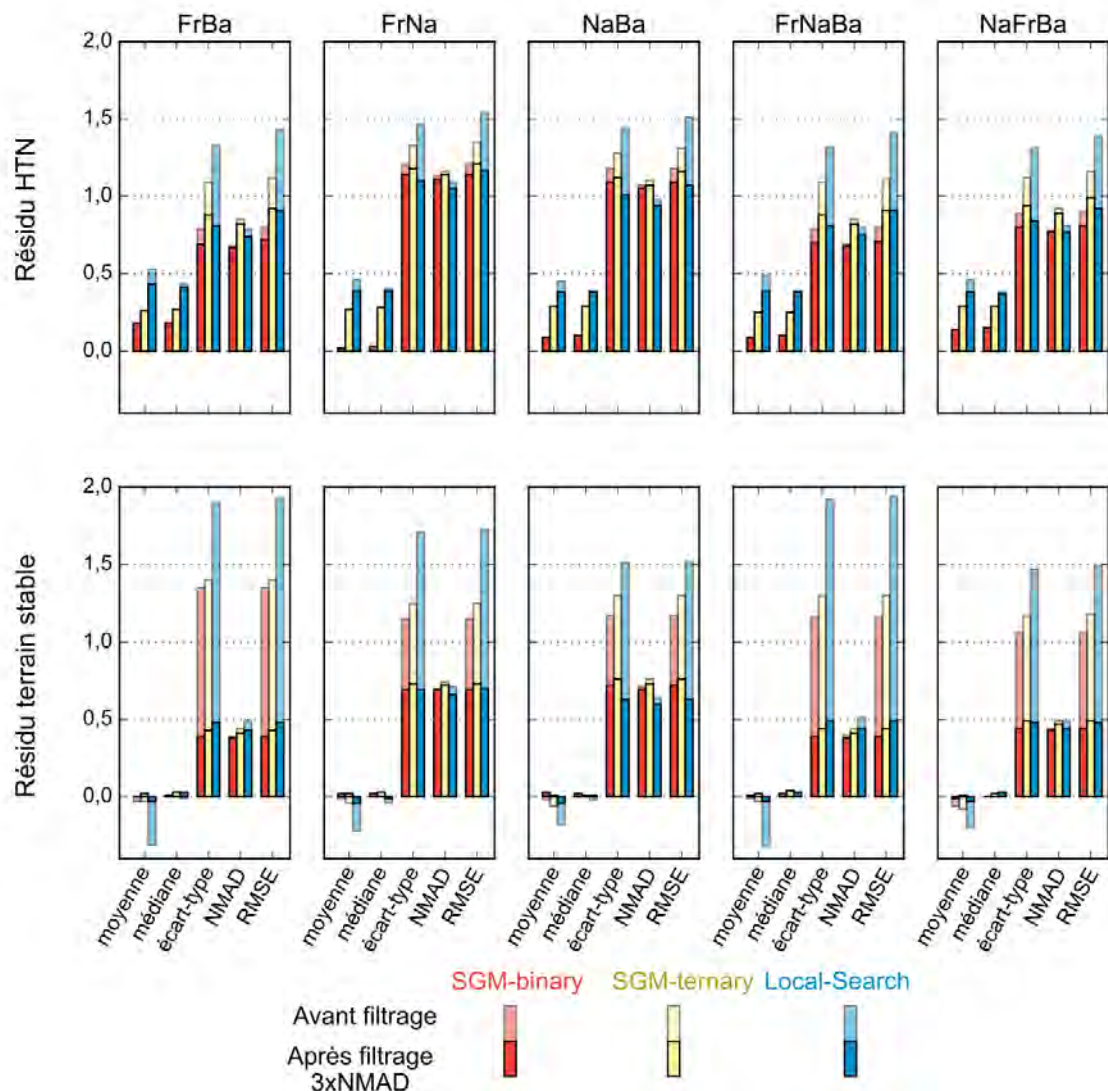 FrBa FrNa NaBa FrNaBa NaFrBa
2.0
1.5
1.0
0.5
0.0
Résidu HTN
2.0
1.5
1.0
0.5
0.0
Résidu terrain stable
moyenne médiane écart-type NMAD RMSE moyenne médiane écart-type NMAD RMSE moyenne médiane écart-type NMAD RMSE moyenne médiane écart-type NMAD RMSE moyenne médiane écart-type NMAD RMSE
SGM-binary SGM-ternary Local-Search
Avant filtrage
Après filtrage
3xNMAD